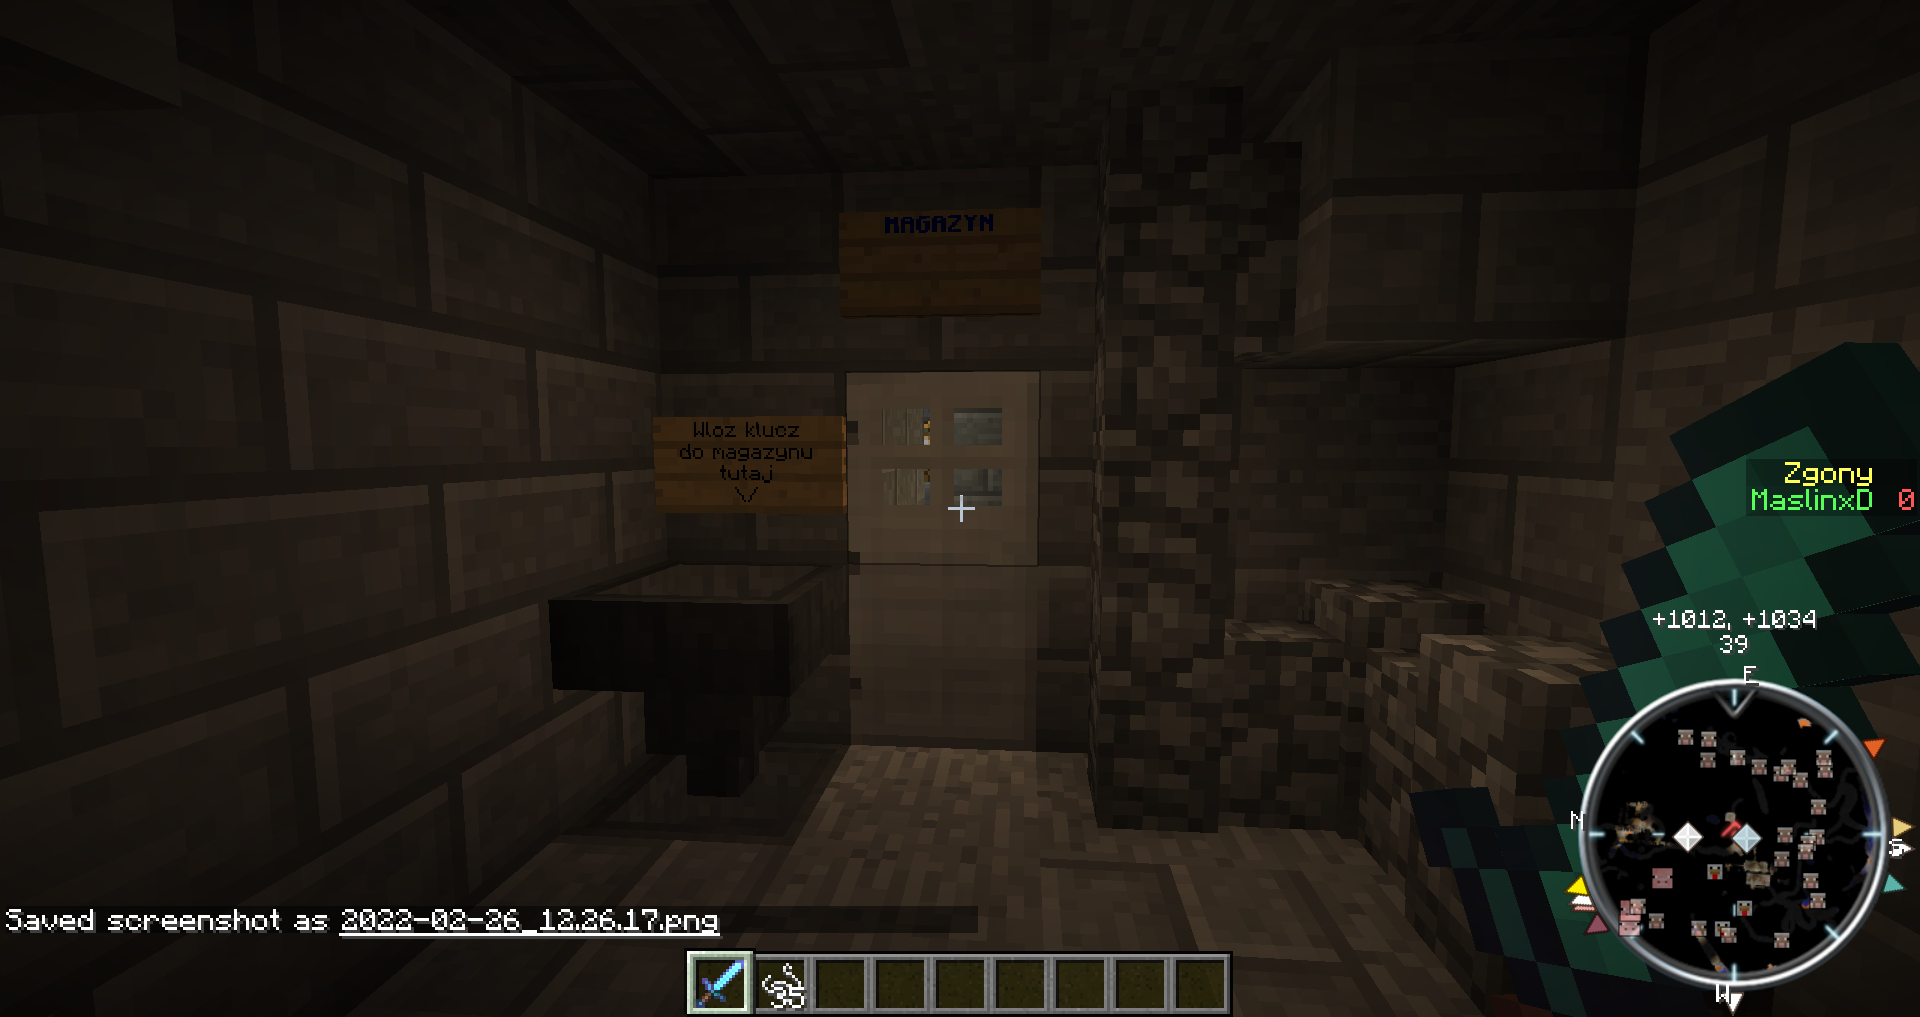 MAGAZYN
Wloz klucz
do magazynu
tutaj
\/
Zgony
MaslinxD 0
+1012, +1034
39
E
N
S
W
Saved screenshot as 2022-02-26_12.26.17.png
35